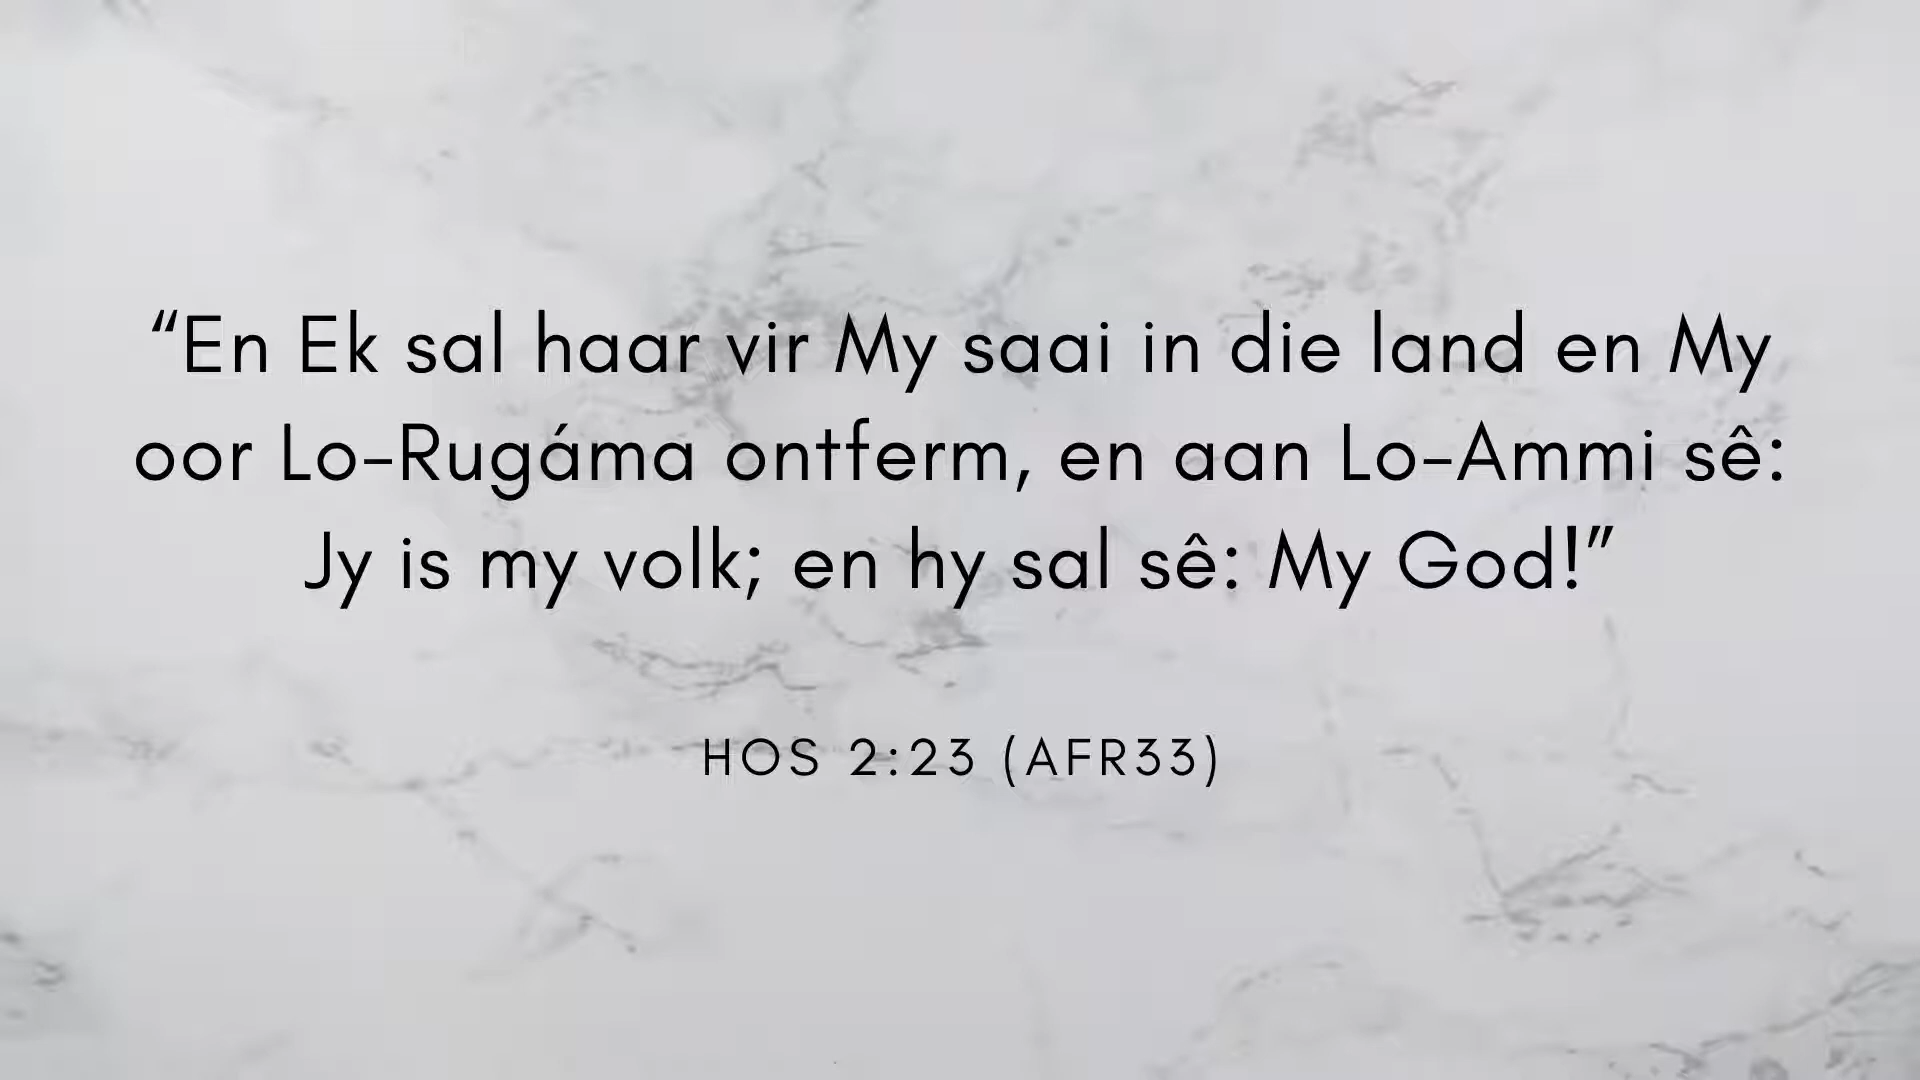 “En Ek sal haar vir My saai in die land en My
oor Lo-Rugáma ontferm, en aan Lo-Ammi sê:
Jy is my volk; en hy sal sê: My God!”
HOS 2:23 (AFR33)